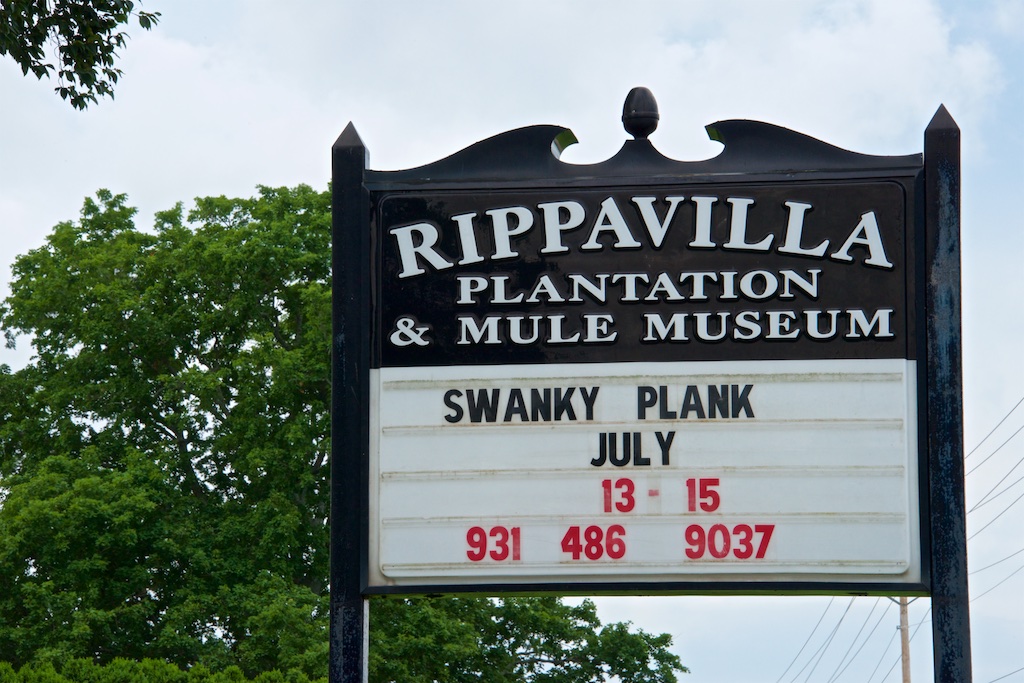 RIPPAVILLA
PLANTATION
& MULE MUSEUM
SWANKY PLANK
JULY
13 - 15
931 486 9037